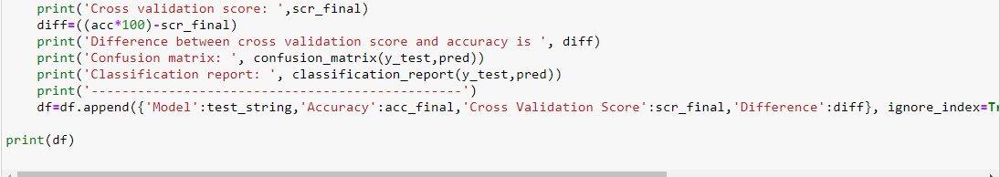 print('Cross validation score: ',scr_final)
diff=((acc*100)-scr_final)
print('Difference between cross validation score and accuracy is ', diff)
print('Confusion matrix: ', confusion_matrix(y_test,pred))
print('Classification report: ', classification_report(y_test,pred))
print('-----------------------------------------------')
df=df.append({'Model':test_string,'Accuracy':acc_final,'Cross Validation Score':scr_final,'Difference':diff}, ignore_index=Tr
print(df)